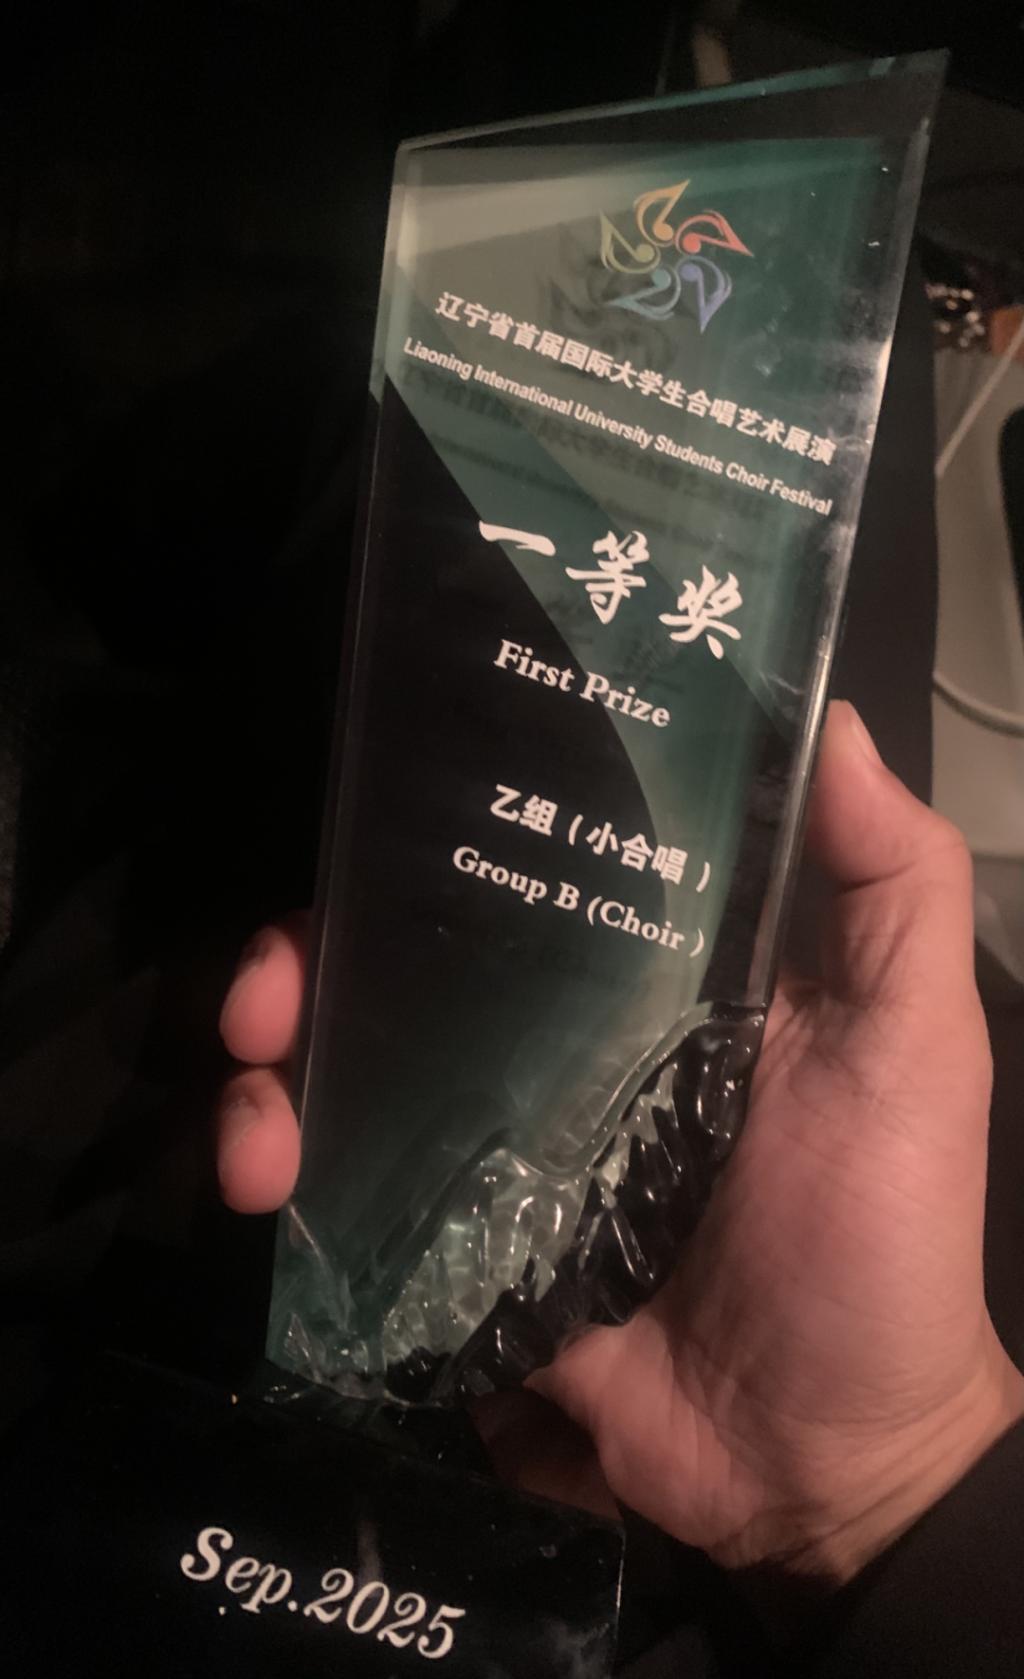 辽宁省首届国际大学生合唱艺术展演
Liaoning International University Students Choir Festival
一等奖
First Prize
乙组（小合唱）
Group B (Choir )
Sep.2025